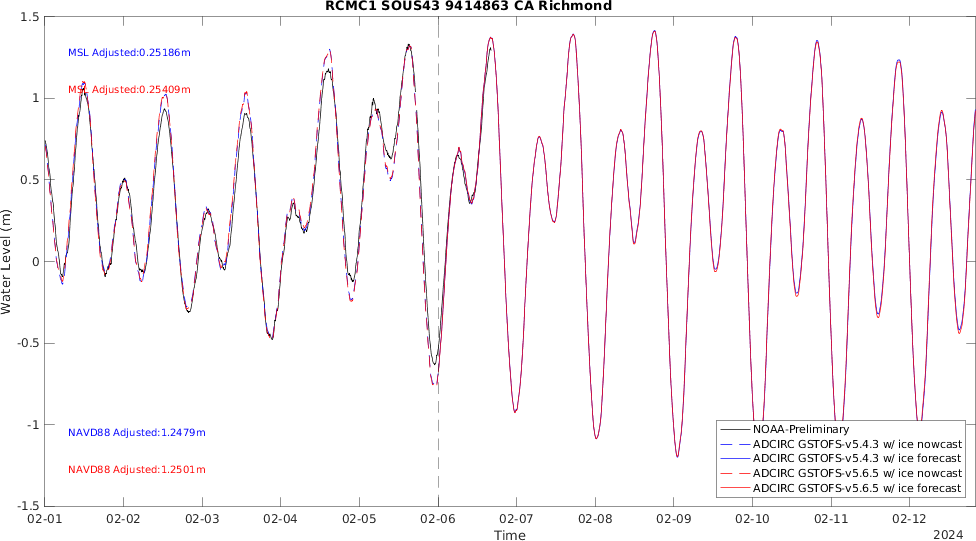 RCMC1 SOUS43 9414863 CA Richmond
1.5
1
0.5
0
-0.5
-1
-1.5
Water Level (m)
MSL Adjusted:0.25186m
MSL Adjusted:0.25409m
NAVD88 Adjusted:1.2479m
NAVD88 Adjusted:1.2501m
NOAA-Preliminary
ADCIRC GSTOFS-v5.4.3 w/ ice nowcast
ADCIRC GSTOFS-v5.4.3 w/ ice forecast
ADCIRC GSTOFS-v5.6.5 w/ ice nowcast
ADCIRC GSTOFS-v5.6.5 w/ ice forecast
02-01 02-02 02-03 02-04 02-05 02-06 02-07 02-08 02-09 02-10 02-11 02-12
Time
2024